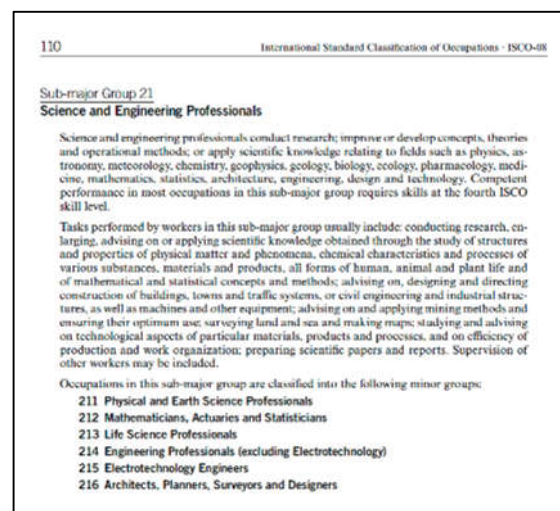 110 International Standard Classification of Occupations - ISCO-08
Sub-major Group 21
Science and Engineering Professionals
Science and engineering professionals conduct research; improve or develop concepts, theories
and operational methods; or apply scientific knowledge relating to fields such as physics, as-
tronomy, meteorology, chemistry, geophysics, geology, biology, ecology, pharmacology, medi-
cine, mathematics, statistics, architecture, engineering, design and technology. Competent
performance in most occupations in this sub-major group requires skills at the fourth ISCO
skill level.
Tasks performed by workers in this sub-major group usually include: conducting research, en-
larging, advising on or applying scientific knowledge obtained through the study of structures
and properties of physical matter and phenomena, chemical characteristics and processes of
various substances, materials and products, all forms of human, animal and plant life and
of mathematical and statistical concepts and methods; advising on, designing and directing
construction of buildings, towns and traffic systems, or civil engineering and industrial struc-
tures, as well as machines and other equipment; advising on and applying mining methods and
ensuring their optimum use; surveying land and sea and making maps; studying and advising
on technological aspects of particular materials, products and processes, and on efficiency of
production and work organization; preparing scientific papers and reports. Supervision of
other workers may be included.
Occupations in this sub-major group are classified into the following minor groups:
211 Physical and Earth Science Professionals
212 Mathematicians, Actuaries and Statisticians
213 Life Science Professionals
214 Engineering Professionals (excluding Electrotechnology)
215 Electrotechnology Engineers
216 Architects, Planners, Surveyors and Designers